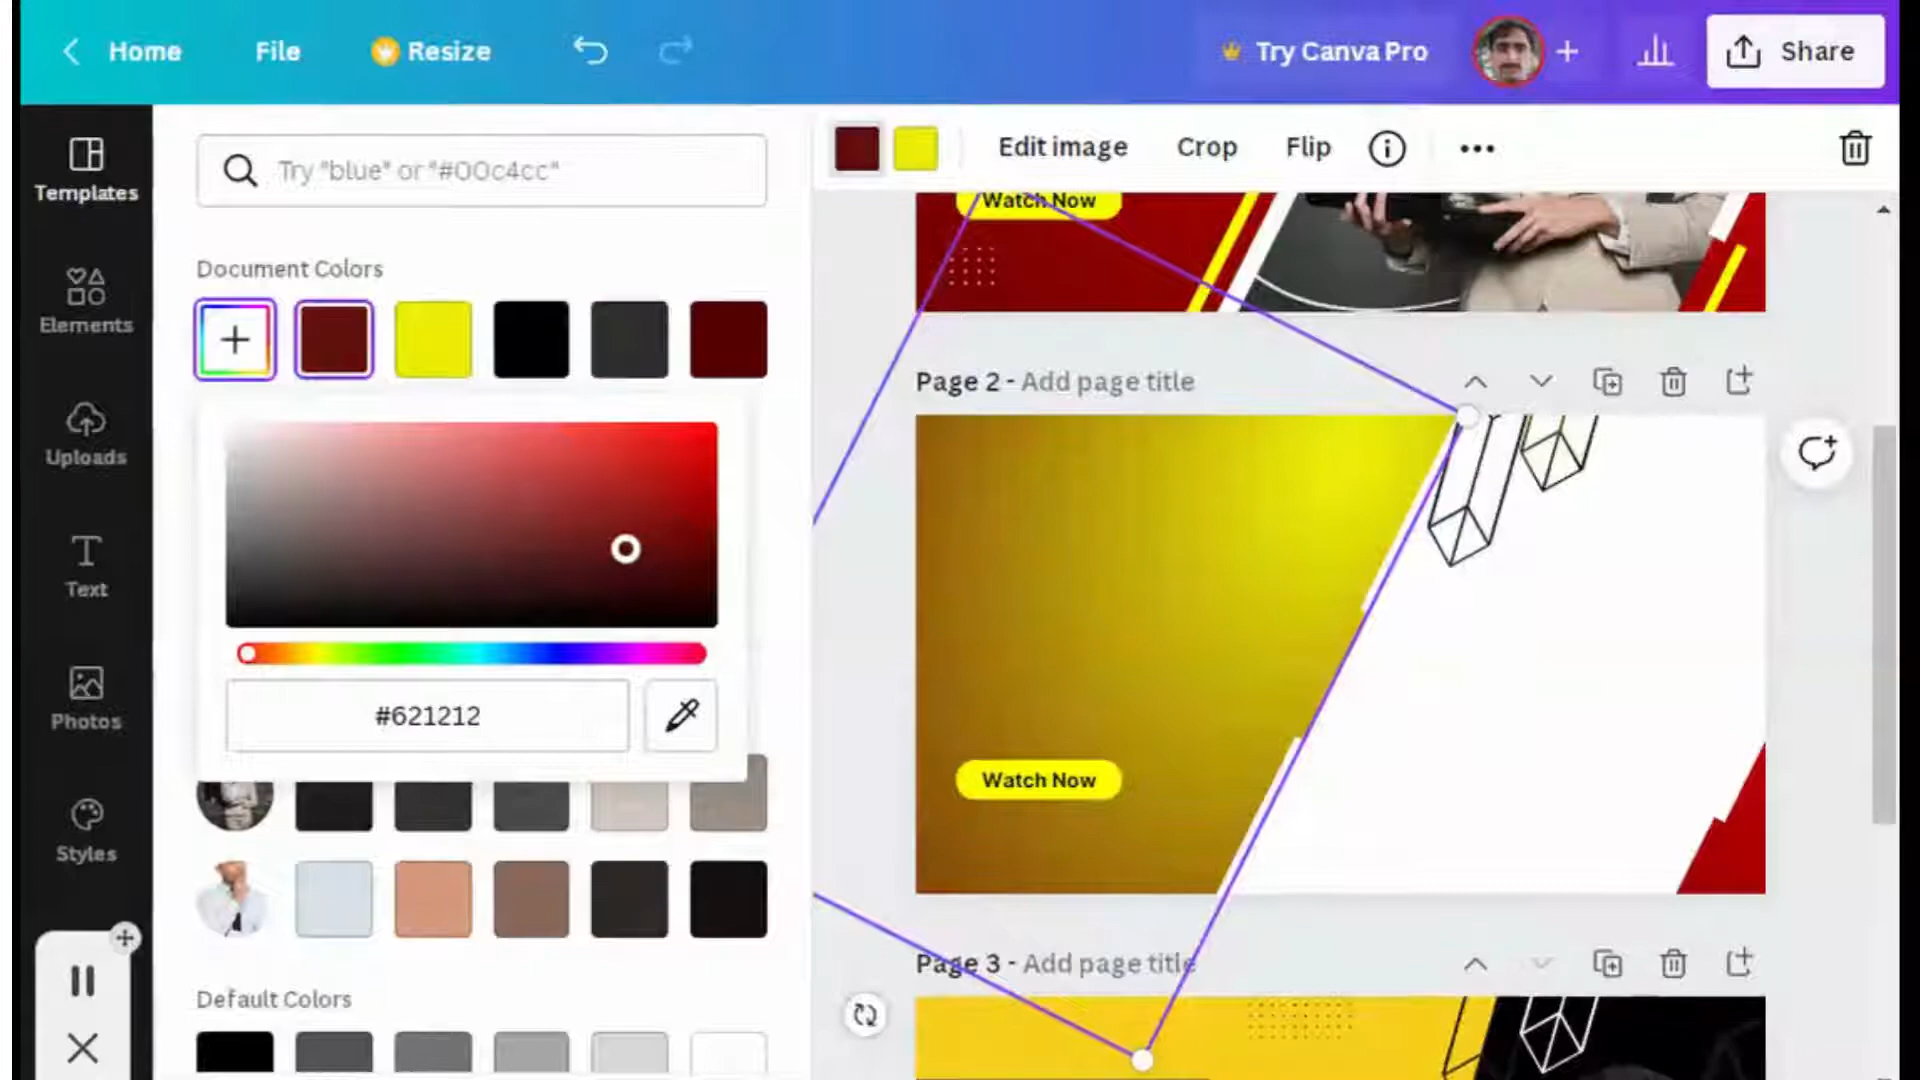 Home File Resize Try Canva Pro Share
Templates
Elements
Uploads
Text
Photos
Styles
Try "blue" or "#00c4cc"
Document Colors
#621212
Default Colors
Edit image Crop Flip
Watch Now
Page 2 - Add page title
Watch Now
Page 3 - Add page title